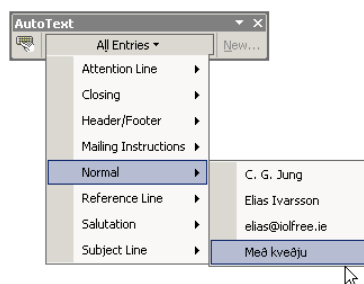 AutoText
All Entries
New...
Attention Line
Closing
Header/Footer
Mailing Instructions
Normal
Reference Line
Salutation
Subject Line
C. G. Jung
Elias Ivarsson
elias@iolfree.ie
Með kveðju